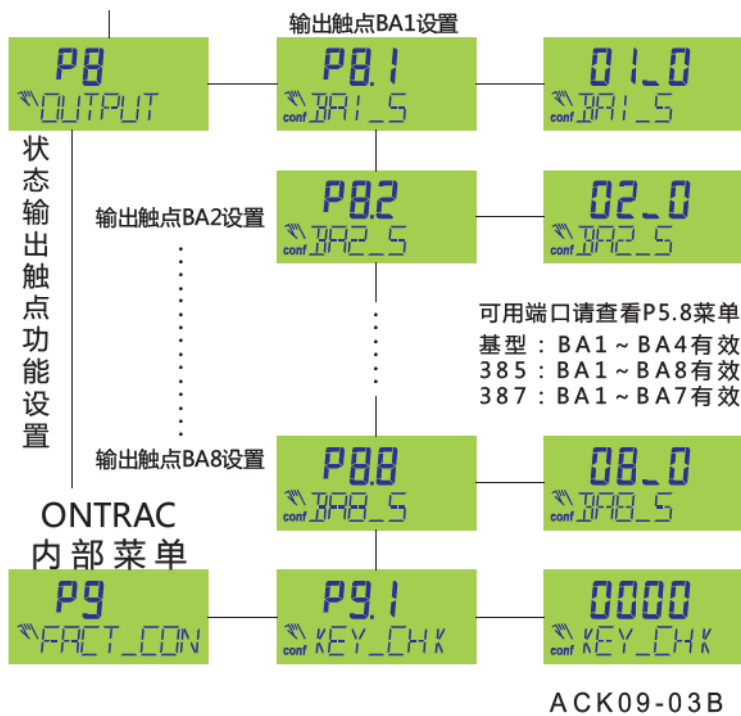 输出触点BA1设置
P8
OUTPUT
P8.1
conf BA1_S
01_0
conf BA1_S
状态输出触点功能设置
输出触点BA2设置
P8.2
conf BA2_S
02_0
conf BA2_S
可用端口请查看P5.8菜单
基型：BA1~BA4有效
385：BA1~BA8有效
387：BA1~BA7有效
输出触点BA8设置
P8.8
conf BA8_S
08_0
conf BA8_S
ONTRAC
内部菜单
P9
FACT_CON
P9.1
conf KEY_CHK
0000
conf KEY_CHK
ACK09-03B